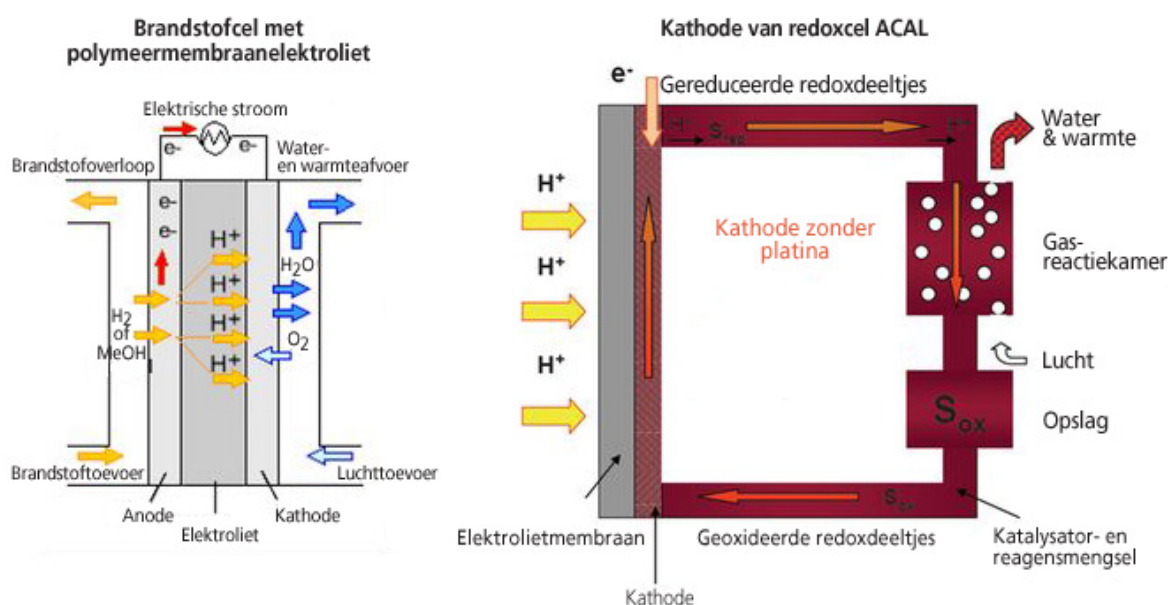 Brandstofcel met
polymeermembraanelektroliet
Elektrische stroom
e-
e-
Brandstofoverloop
Water-
en warmteafvoer
e-
e-
H+
H+
H+
H+
H2O
H2
of
MeOH
O2
Brandstoftoevoer
Luchttoevoer
Anode
Elektroliet
Kathode
Kathode van redoxcel ACAL
e-
Gereduceerde redoxdeeltjes
H+
H+
H+
Kathode zonder
platina
Water
& warmte
Gas-
reactiekamer
Lucht
Sox
Opslag
Sox
Elektrolietmembraan
Geoxideerde redoxdeeltjes
Katalysator- en
reagensmengsel
Kathode